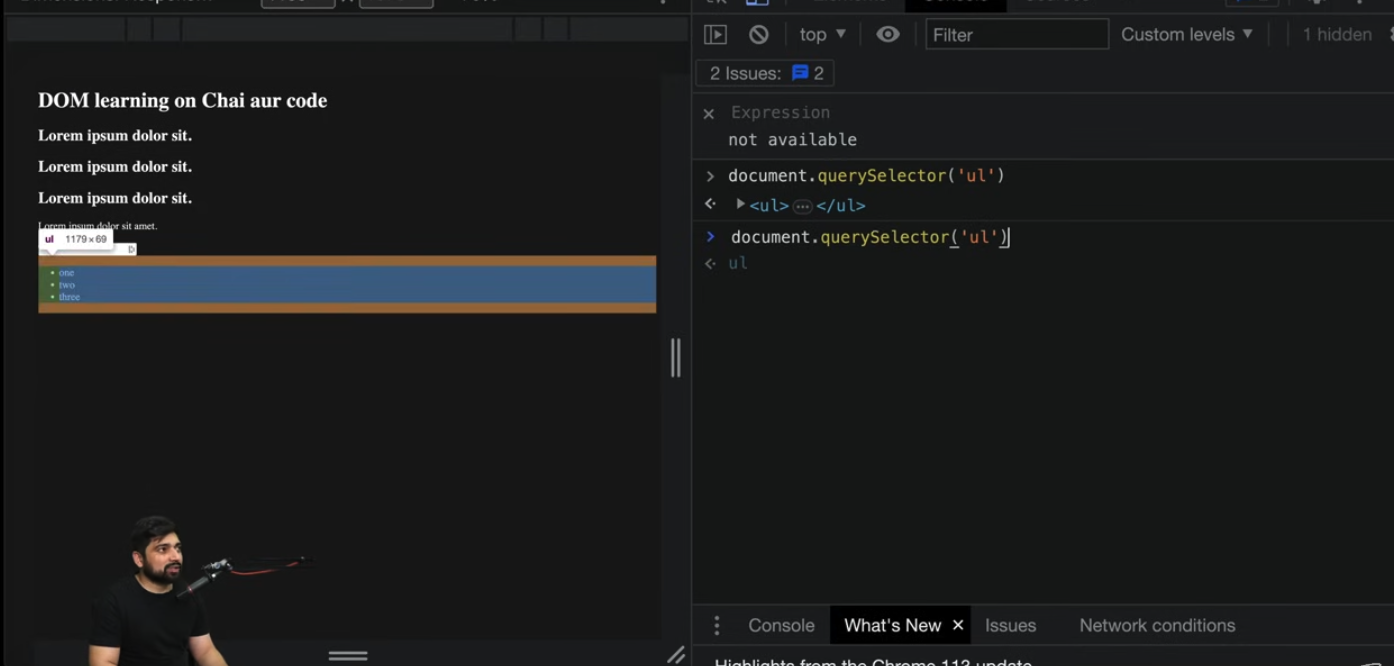 top ▼
Filter
Custom levels ▼
1 hidden
2 Issues: 2
DOM learning on Chai aur code
Lorem ipsum dolor sit.
Lorem ipsum dolor sit.
Lorem ipsum dolor sit.
Lorem ipsum dolor sit amet.
ul 1179×69
one
two
three
× Expression
not available
> document.querySelector('ul')
<ul>…</ul>
> document.querySelector('ul')
ul
Console
What's New ×
Issues
Network conditions
Highlights from the Chrome 113 update